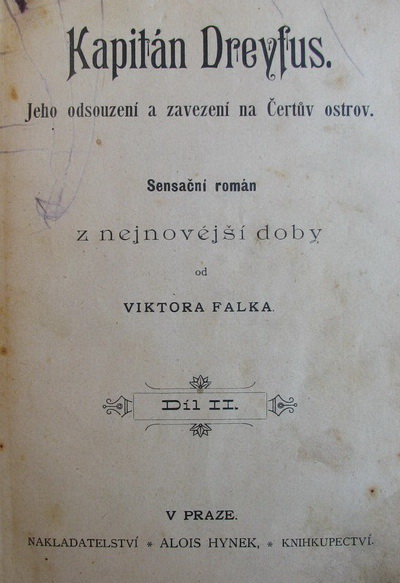 Kapitán Dreyfus.
Jeho odsouzení a zavezení na Čertův ostrov.
Sensační román
z nejnovější doby
od
VIKTORA FALKA.
Díl II.
V PRAZE.
NAKLADATELSTVÍ * ALOIS HYNEK, * KNIHKUPECTVÍ.